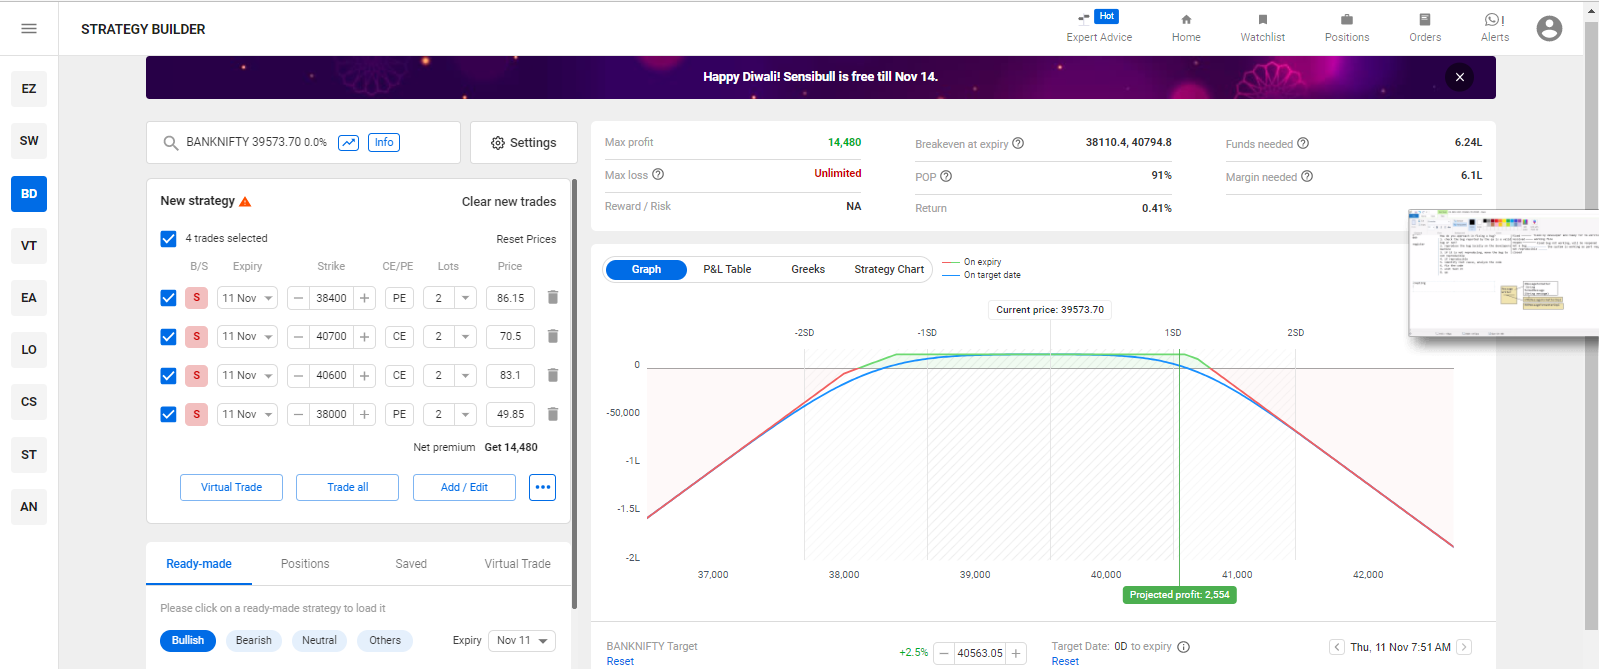 STRATEGY BUILDER
Hot
Expert Advice
Home
Watchlist
Positions
Orders
Alerts
EZ
SW
BD
VT
EA
LO
CS
ST
AN
Happy Diwali! Sensibull is free till Nov 14.
BANKNIFTY 39573.70 0.0%
Info
Settings
New strategy
Clear new trades
4 trades selected
Reset Prices
B/S Expiry Strike CE/PE Lots Price
S 11 Nov — 38400 + PE 2 86.15
S 11 Nov — 40700 + CE 2 70.5
S 11 Nov — 40600 + CE 2 83.1
S 11 Nov — 38000 + PE 2 49.85
Net premium Get 14,480
Virtual Trade
Trade all
Add / Edit
Ready-made
Positions
Saved
Virtual Trade
Please click on a ready-made strategy to load it
Bullish
Bearish
Neutral
Others
Expiry Nov 11
Max profit 14,480
Max loss Unlimited
Reward / Risk NA
Breakeven at expiry 38110.4, 40794.8
POP 91%
Return 0.41%
Funds needed 6.24L
Margin needed 6.1L
Graph
P&L Table
Greeks
Strategy Chart
On expiry
On target date
Current price: 39573.70
-2SD -1SD 1SD 2SD
0
-50,000
-1L
-1.5L
-2L
37,000 38,000 39,000 40,000 41,000 42,000
Projected profit: 2,554
BANKNIFTY Target
Reset
+2.5% — 40563.05 +
Target Date: 0D to expiry
Reset
Thu, 11 Nov 7:51 AM